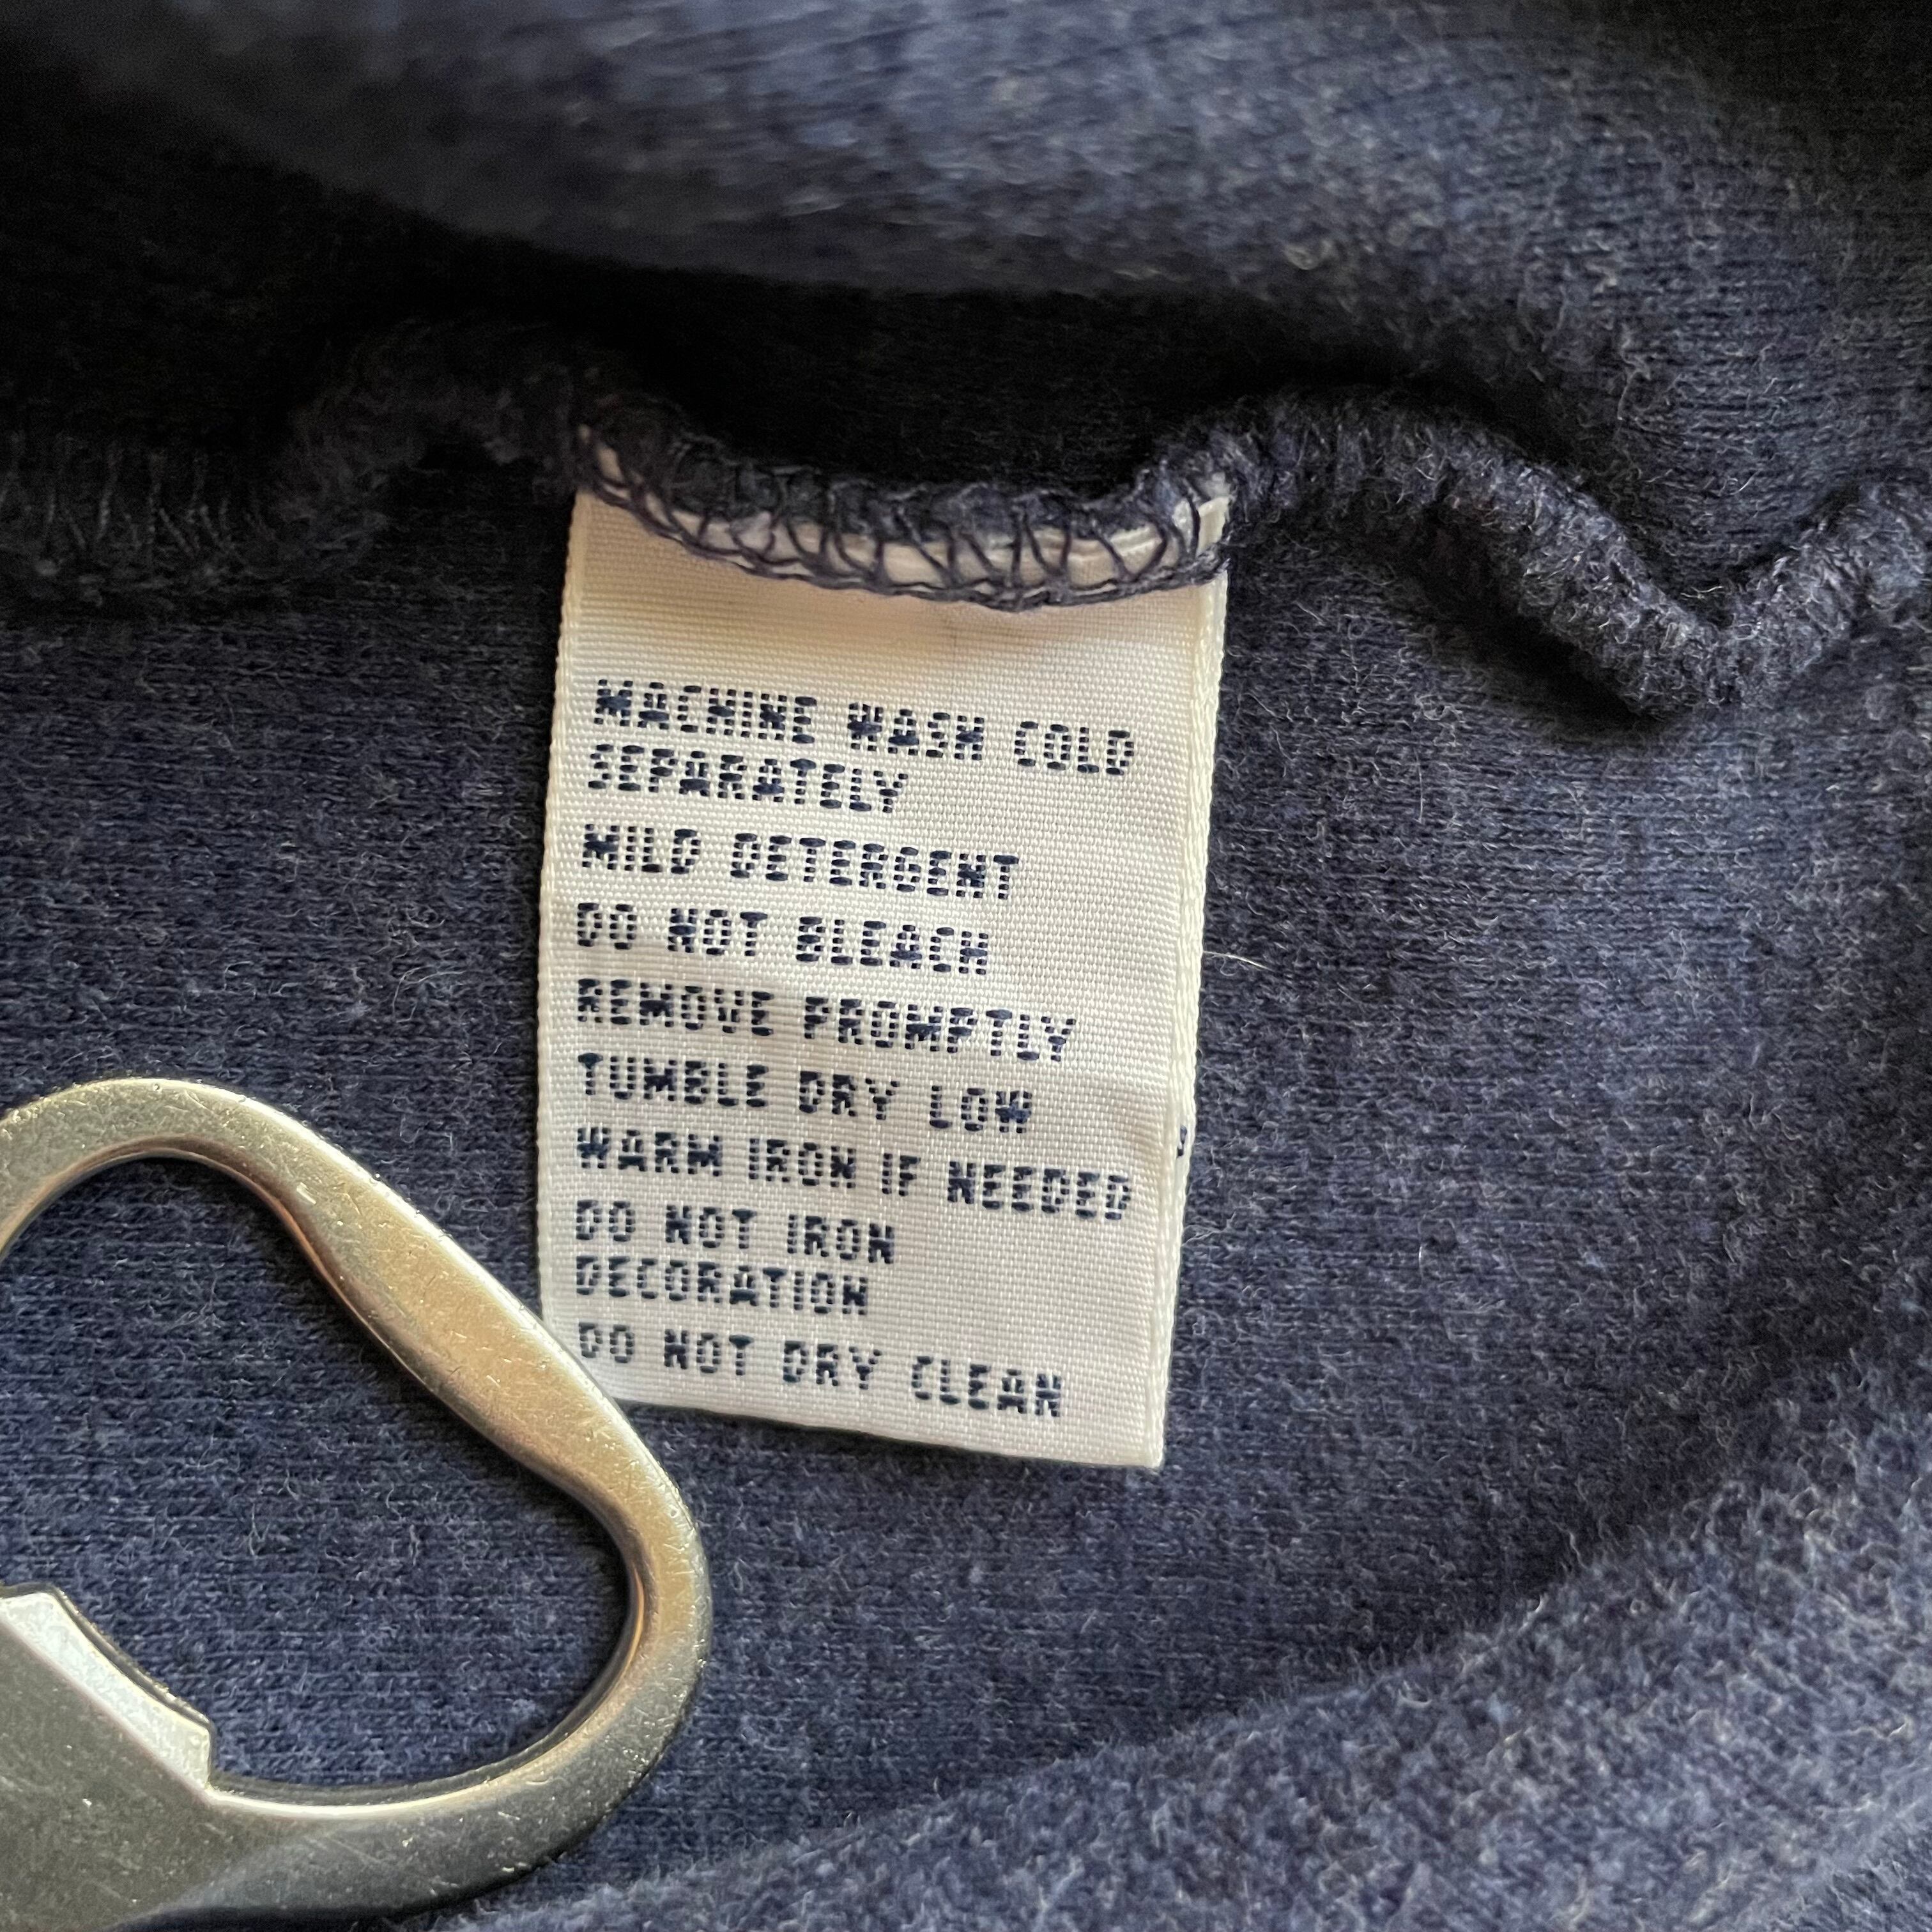 MACHINE WASH COLD
SEPARATELY
MILD DETERGENT
DO NOT BLEACH
REMOVE PROMPTLY
TUMBLE DRY LOW
WARM IRON IF NEEDED
DO NOT IRON
DECORATION
DO NOT DRY CLEAN